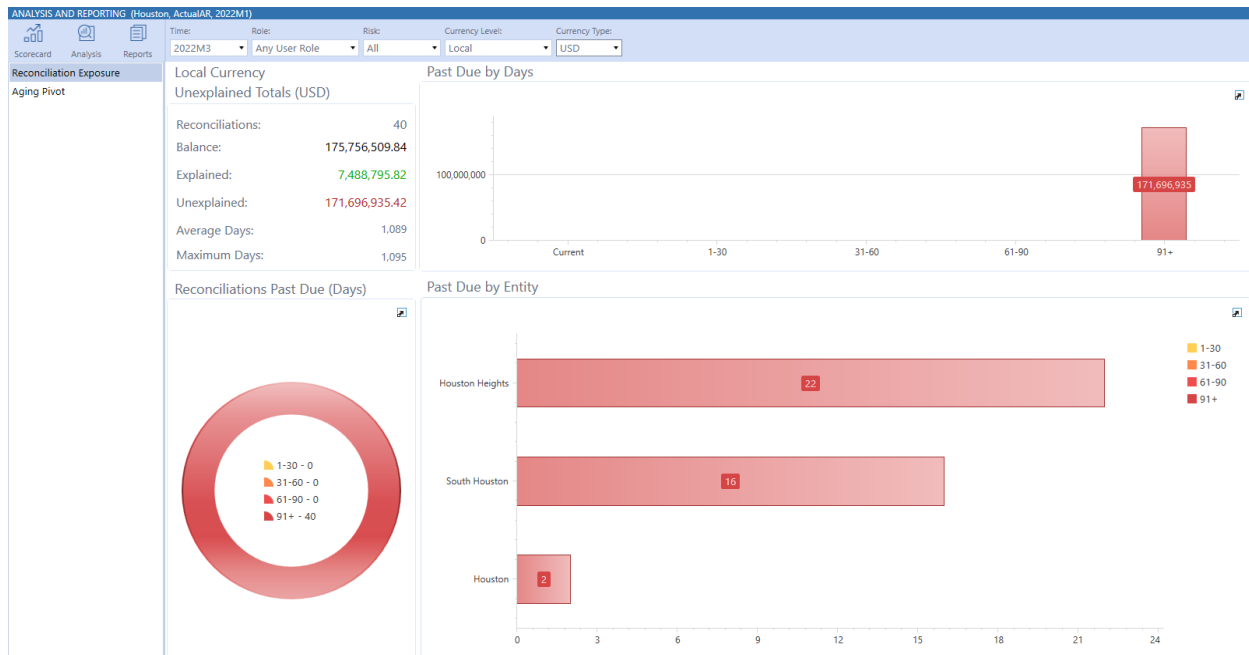 ANALYSIS AND REPORTING (Houston, ActualAR, 2022M1)
Scorecard Analysis Reports
Time: Role: Risk: Currency Level: Currency Type:
2022M3 Any User Role All Local USD
Reconciliation Exposure
Aging Pivot
Local Currency
Unexplained Totals (USD)
Reconciliations: 40
Balance: 175,756,509.84
Explained: 7,488,795.82
Unexplained: 171,696,935.42
Average Days: 1,089
Maximum Days: 1,095
Past Due by Days
100,000,000
171,696,935
0
Current 1-30 31-60 61-90 91+
Reconciliations Past Due (Days)
1-30 - 0
31-60 - 0
61-90 - 0
91+ - 40
Past Due by Entity
1-30
31-60
61-90
91+
Houston Heights 22
South Houston 16
Houston 2
0 3 6 9 12 15 18 21 24